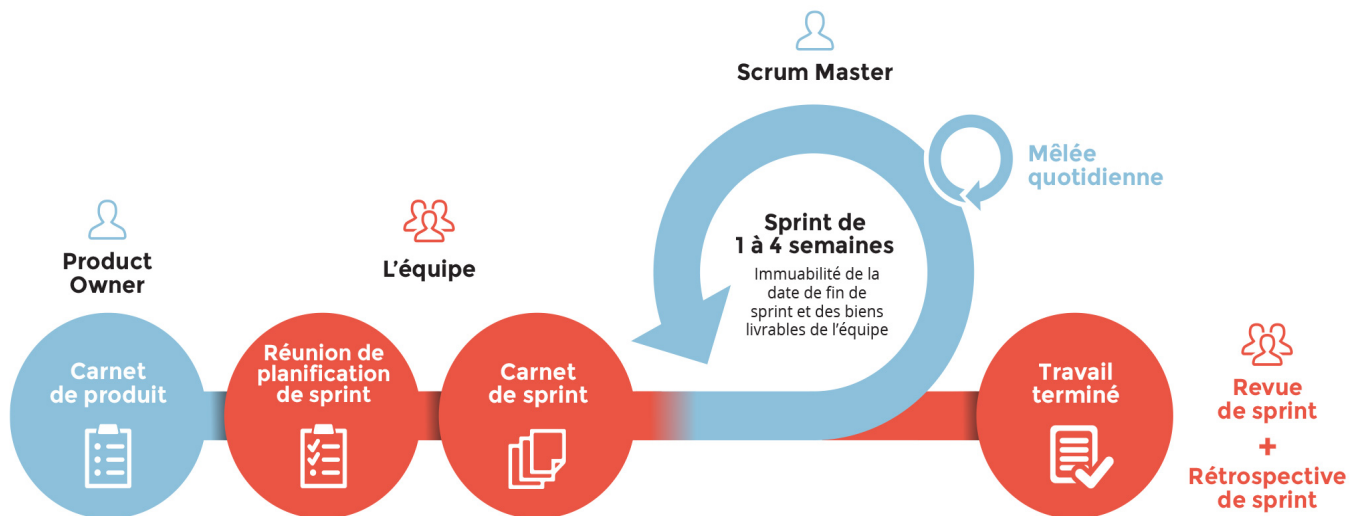 Scrum Master
Mêlée
quotidienne
Product
Owner
L'équipe
Sprint de
1 à 4 semaines
Immuabilité de la
date de fin de
sprint et des biens
livrables de l'équipe
Carnet
de produit
Réunion de
planification
de sprint
Carnet
de sprint
Travail
terminé
Revue
de sprint
+
Rétrospective
de sprint